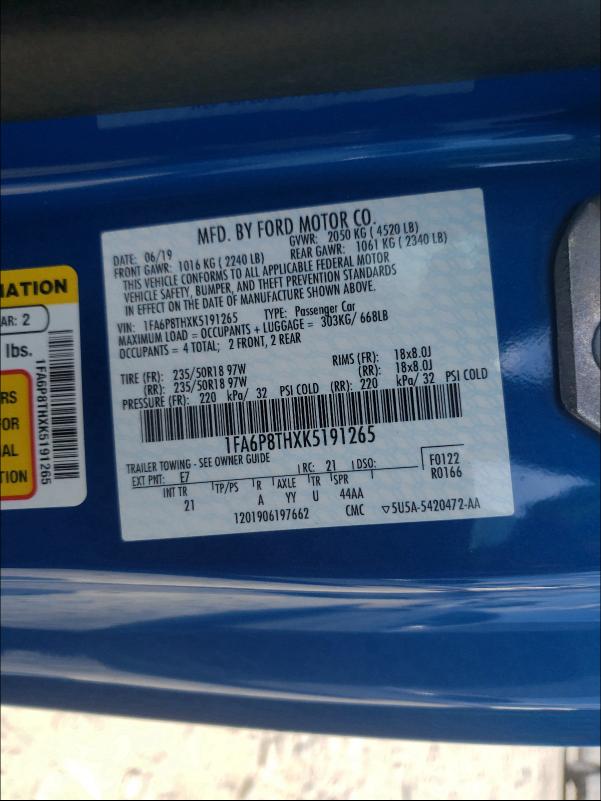 MFD. BY FORD MOTOR CO.
DATE: 06/19 GVWR: 2050 KG ( 4520 LB)
FRONT GAWR: 1016 KG ( 2240 LB) REAR GAWR: 1061 KG ( 2340 LB)
THIS VEHICLE CONFORMS TO ALL APPLICABLE FEDERAL MOTOR
VEHICLE SAFETY, BUMPER, AND THEFT PREVENTION STANDARDS
IN EFFECT ON THE DATE OF MANUFACTURE SHOWN ABOVE.
VIN: 1FA6P8THXK5191265 TYPE: Passenger Car
MAXIMUM LOAD = OCCUPANTS + LUGGAGE = 303KG/ 668LB
OCCUPANTS = 4 TOTAL; 2 FRONT, 2 REAR
TIRE (FR): 235/50R18 97W RIMS (FR): 18x8.0J
(RR): 235/50R18 97W (RR): 18x8.0J
PRESSURE (FR): 220 kPa/ 32 PSI COLD (RR): 220 kPa/ 32 PSI COLD
1FA6P8THXK5191265
TRAILER TOWING - SEE OWNER GUIDE
EXT PNT: E7 RC: 21 DSO: F0122
INT TR TP/PS R AXLE TR SPR R0166
21 A YY U 44AA
1201906197662 CMC ▽5U5A-5420472-AA
MATION
AR: 2
lbs.
RS
FOR
AL
TION
1FA6P8THXK5191265